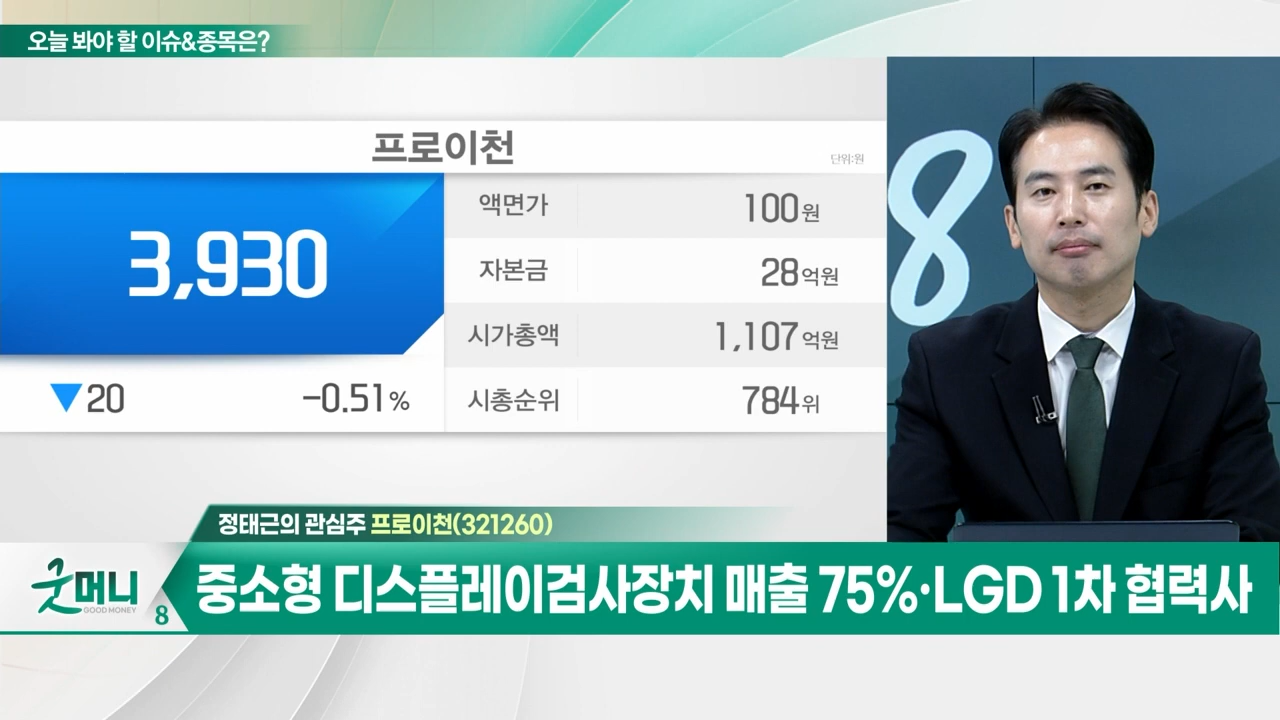 오늘 봐야 할 이슈&종목은?
프로이천
단위:원
3,930
▼20 -0.51%
액면가 100원
자본금 28억원
시가총액 1,107억원
시총순위 784위
8
정태근의 관심주 프로이천(321260)
굿머니
GOOD MONEY
8
중소형 디스플레이검사장치 매출 75%·LGD 1차 협력사